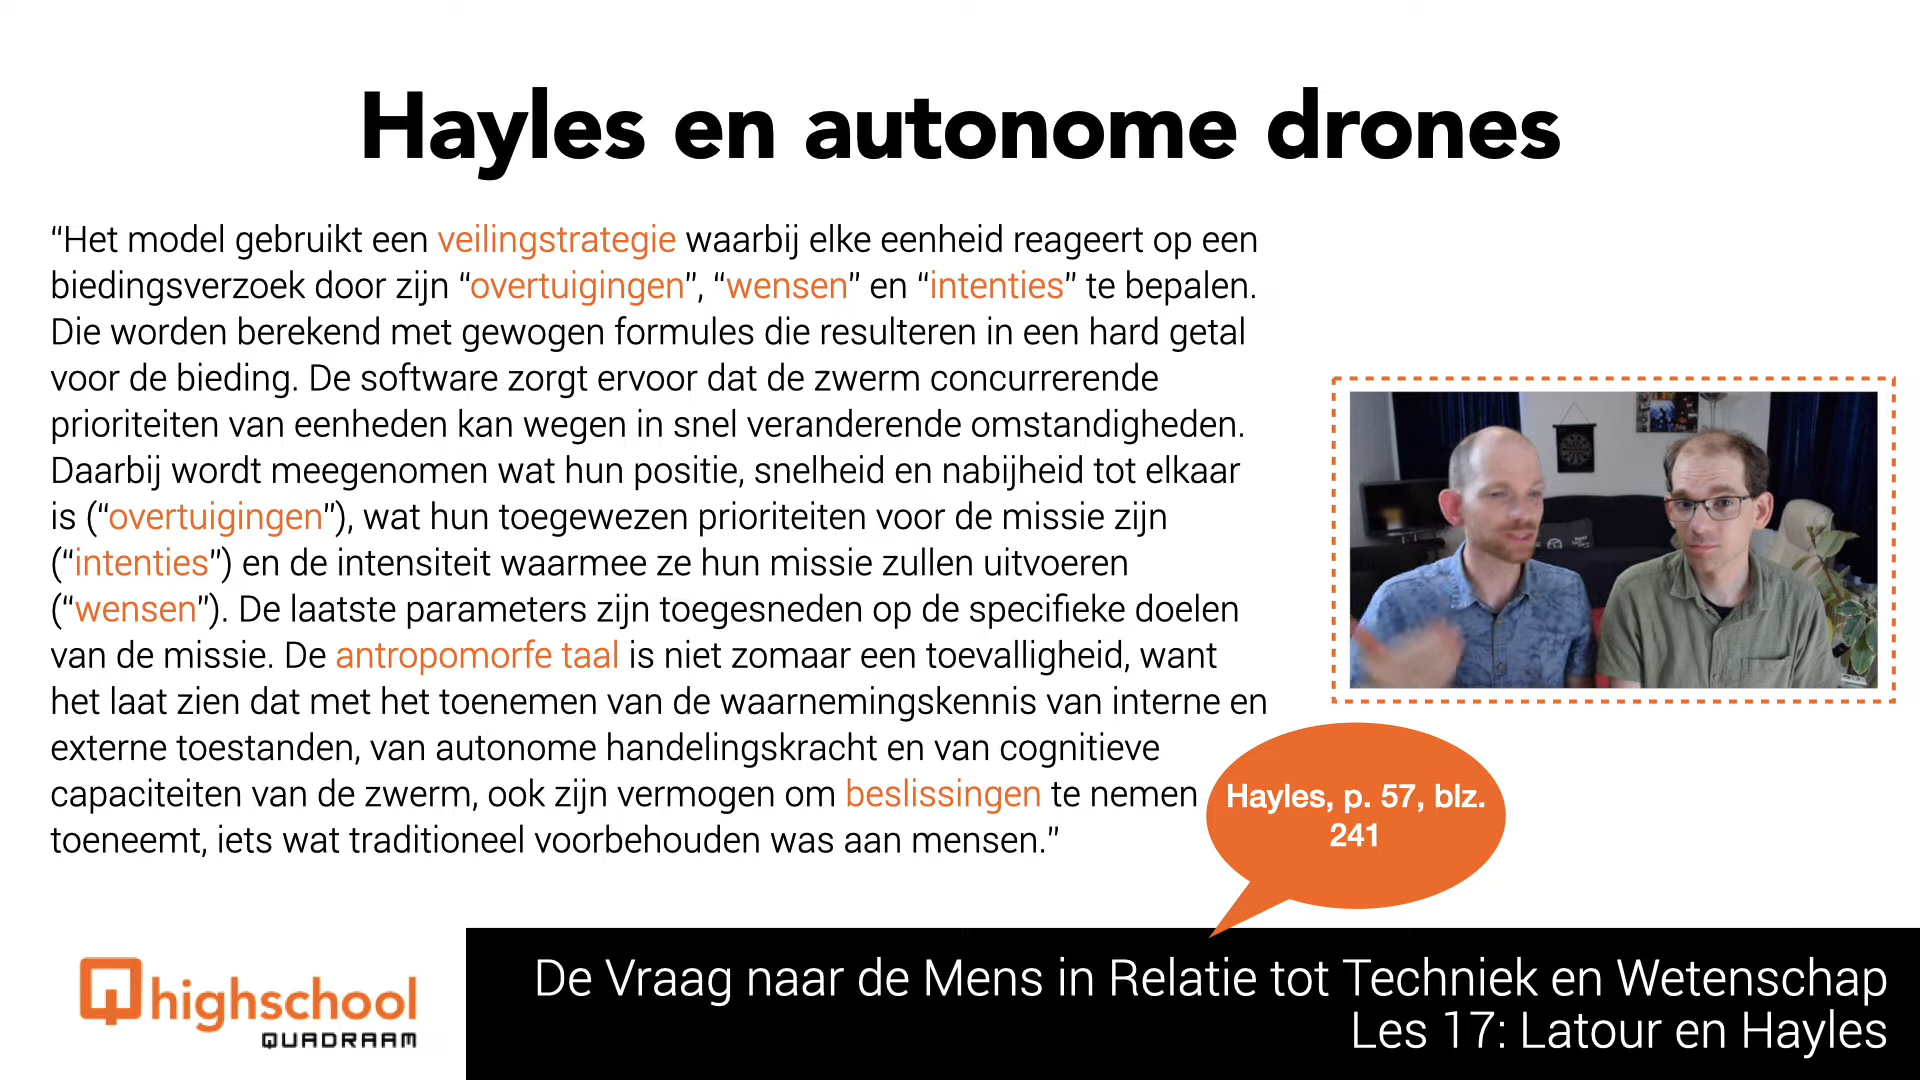 Hayles en autonome drones
“Het model gebruikt een veilingstrategie waarbij elke eenheid reageert op een
biedingsverzoek door zijn “overtuigingen”, “wensen” en “intenties” te bepalen.
Die worden berekend met gewogen formules die resulteren in een hard getal
voor de bieding. De software zorgt ervoor dat de zwerm concurrerende
prioriteiten van eenheden kan wegen in snel veranderende omstandigheden.
Daarbij wordt meegenomen wat hun positie, snelheid en nabijheid tot elkaar
is (“overtuigingen”), wat hun toegewezen prioriteiten voor de missie zijn
(“intenties”) en de intensiteit waarmee ze hun missie zullen uitvoeren
(“wensen”). De laatste parameters zijn toegesneden op de specifieke doelen
van de missie. De antropomorfe taal is niet zomaar een toevalligheid, want
het laat zien dat met het toenemen van de waarnemingskennis van interne en
externe toestanden, van autonome handelingskracht en van cognitieve
capaciteiten van de zwerm, ook zijn vermogen om beslissingen te nemen
toeneemt, iets wat traditioneel voorbehouden was aan mensen.”
Hayles, p. 57, blz.
241
highschool
QUADRAAM
De Vraag naar de Mens in Relatie tot Techniek en Wetenschap
Les 17: Latour en Hayles